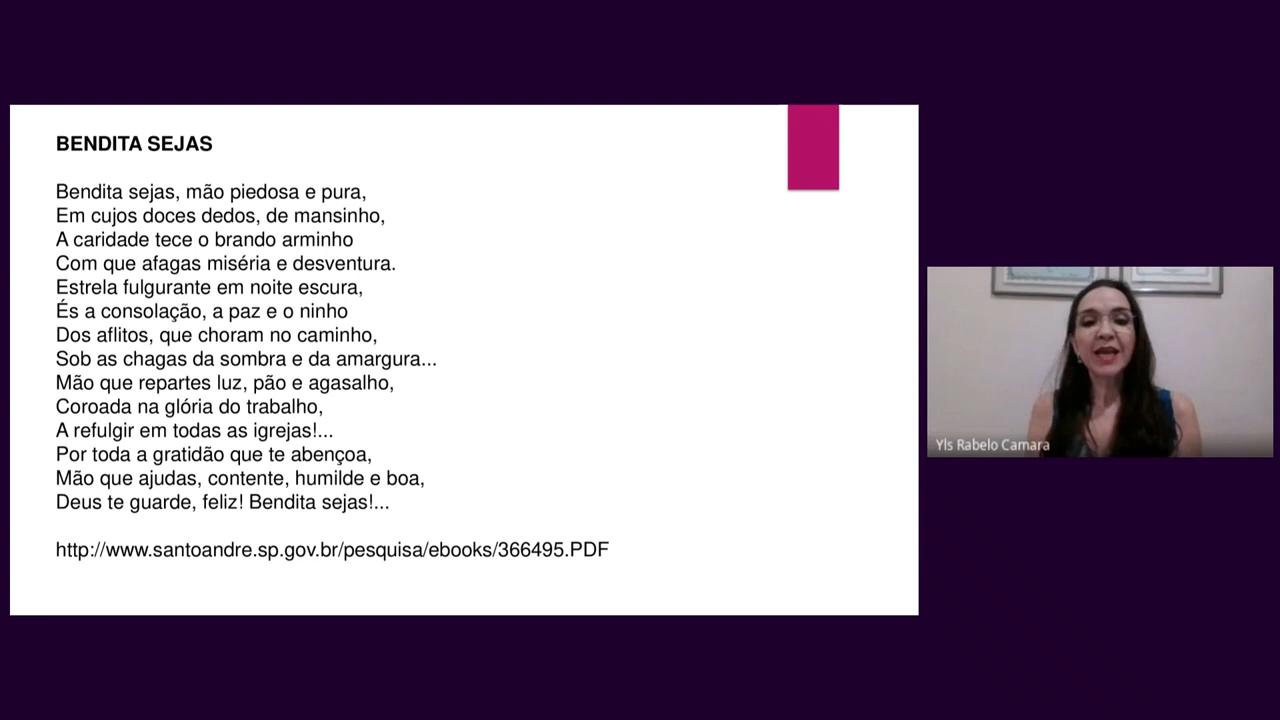 BENDITA SEJAS
Bendita sejas, mão piedosa e pura,
Em cujos doces dedos, de mansinho,
A caridade tece o brando arminho
Com que afagas miséria e desventura.
Estrela fulgurante em noite escura,
És a consolação, a paz e o ninho
Dos aflitos, que choram no caminho,
Sob as chagas da sombra e da amargura...
Mão que repartes luz, pão e agasalho,
Coroada na glória do trabalho,
A refulgir em todas as igrejas!...
Por toda a gratidão que te abençoa,
Mão que ajudas, contente, humilde e boa,
Deus te guarde, feliz! Bendita sejas!...
http://www.santoandre.sp.gov.br/pesquisa/ebooks/366495.PDF
Yls Rabelo Camara